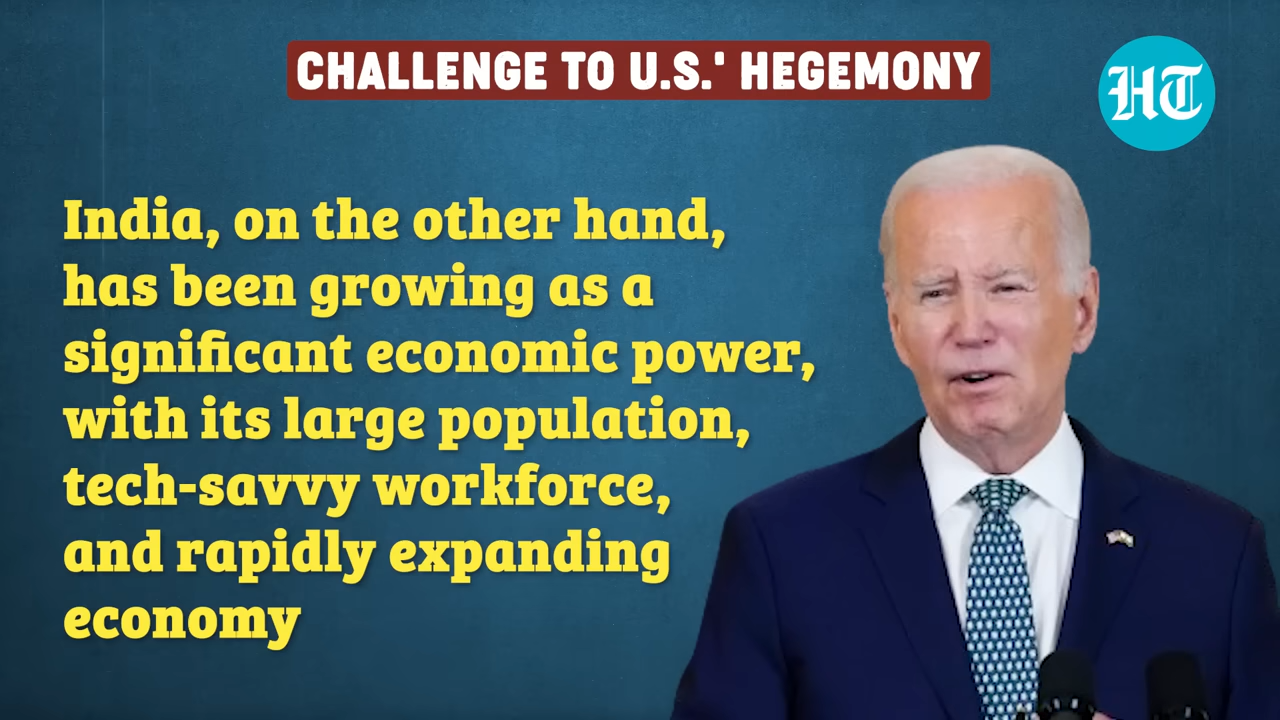 CHALLENGE TO U.S.' HEGEMONY
HT
India, on the other hand,
has been growing as a
significant economic power,
with its large population,
tech-savvy workforce,
and rapidly expanding
economy